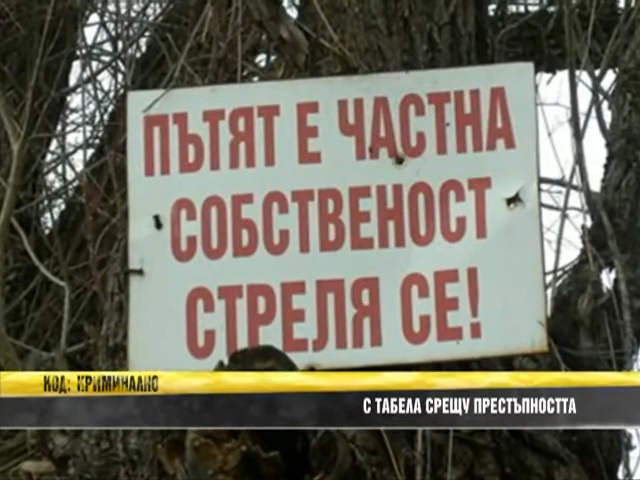 ПЪТЯТ Е ЧАСТНА
СОБСТВЕНОСТ
СТРЕЛЯ СЕ!
КОД: КРИМИНАЛНО
С ТАБЕЛА СРЕЩУ ПРЕСТЪПНОСТТА